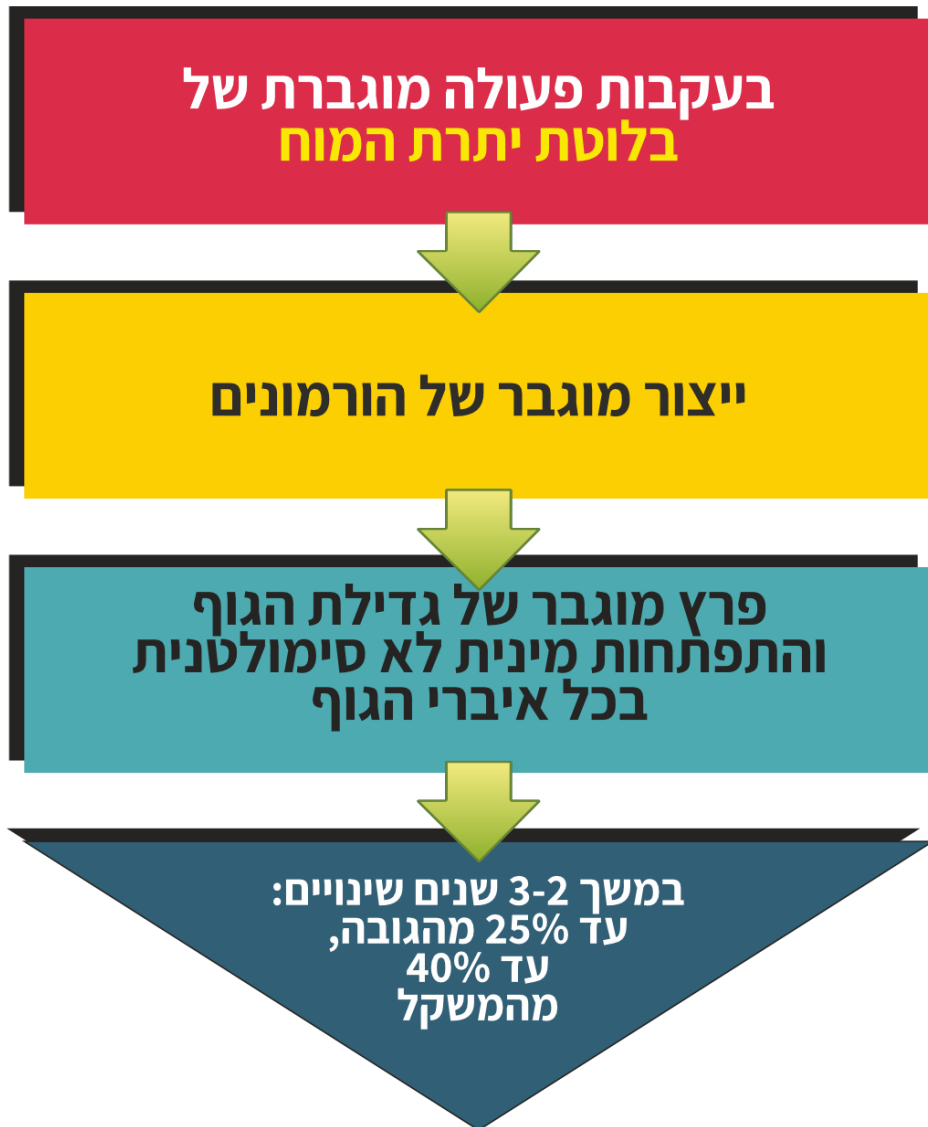 בעקבות פעולה מוגברת של
בלוטת יתרת המוח
ייצור מוגבר של הורמונים
פרץ מוגבר של גדילת הגוף
והתפתחות מינית לא סימולטנית
בכל איברי הגוף
במשך 3-2 שנים שינויים:
עד 25% מהגובה,
עד 40%
מהמשקל